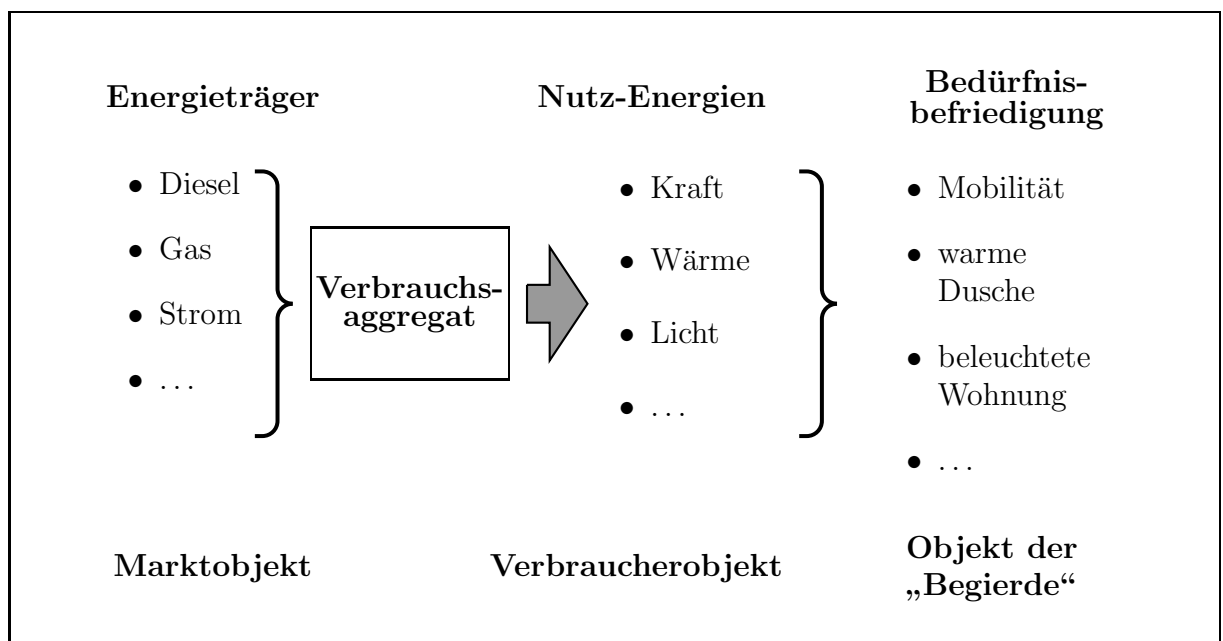 Energieträger
• Diesel
• Gas
• Strom
• ...
Marktobjekt
Verbrauchs-
aggregat
Nutz-Energien
• Kraft
• Wärme
• Licht
• ...
Verbraucherobjekt
Bedürfnis-
befriedigung
• Mobilität
• warme
Dusche
• beleuchtete
Wohnung
• ...
Objekt der
„Begierde“